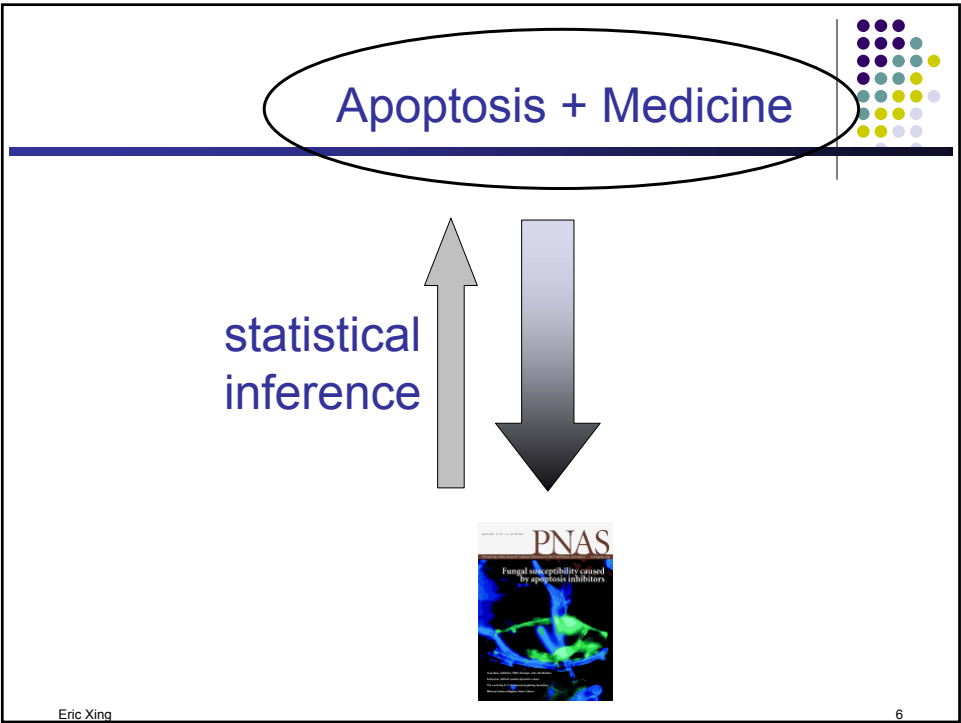 Apoptosis + Medicine
statistical
inference
PNAS
Fungal susceptibility caused
by apoptosis inhibitors
Eric Xing
6